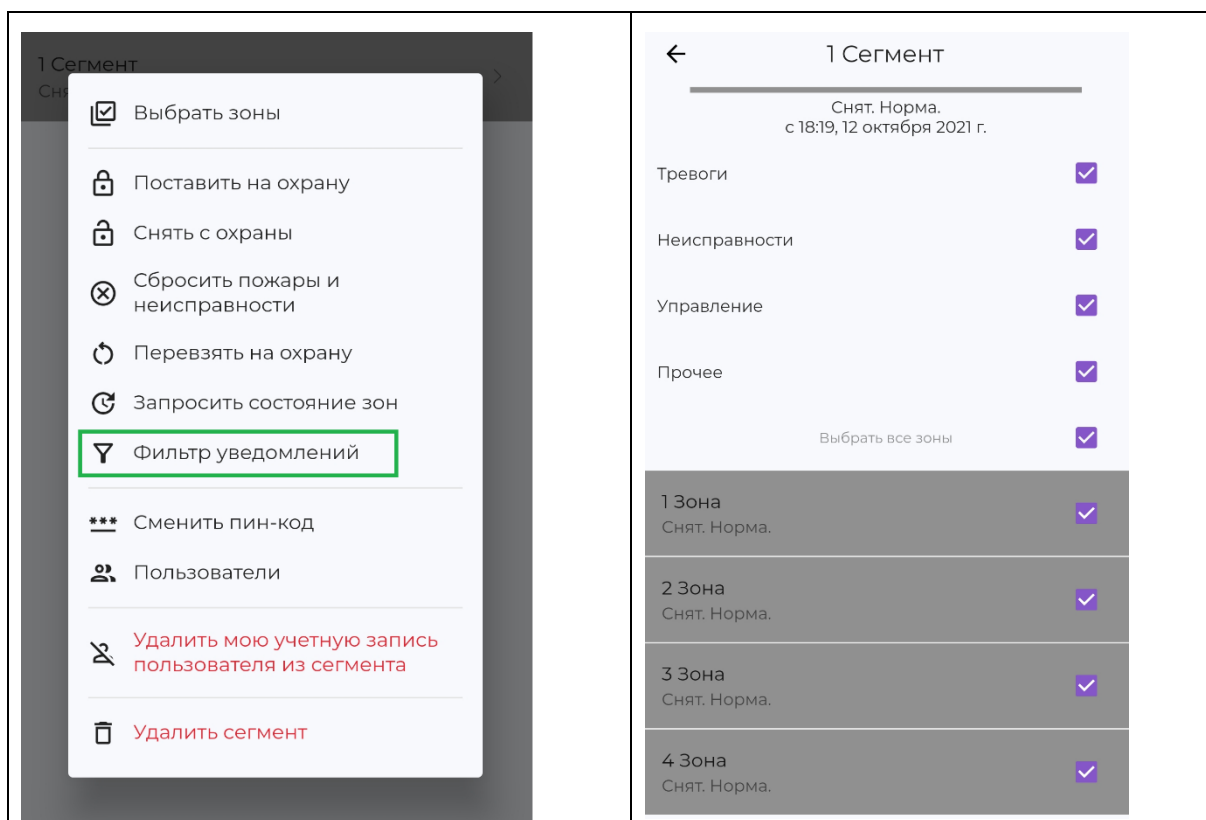 1 Сегмент
Сня
Выбрать зоны
Поставить на охрану
Снять с охраны
Сбросить пожары и
неисправности
Перевзять на охрану
Запросить состояние зон
Фильтр уведомлений
Сменить пин-код
Пользователи
Удалить мою учетную запись
пользователя из сегмента
Удалить сегмент
1 Сегмент
Снят. Норма.
с 18:19, 12 октября 2021 г.
Тревоги
Неисправности
Управление
Прочее
Выбрать все зоны
1 Зона
Снят. Норма.
2 Зона
Снят. Норма.
3 Зона
Снят. Норма.
4 Зона
Снят. Норма.